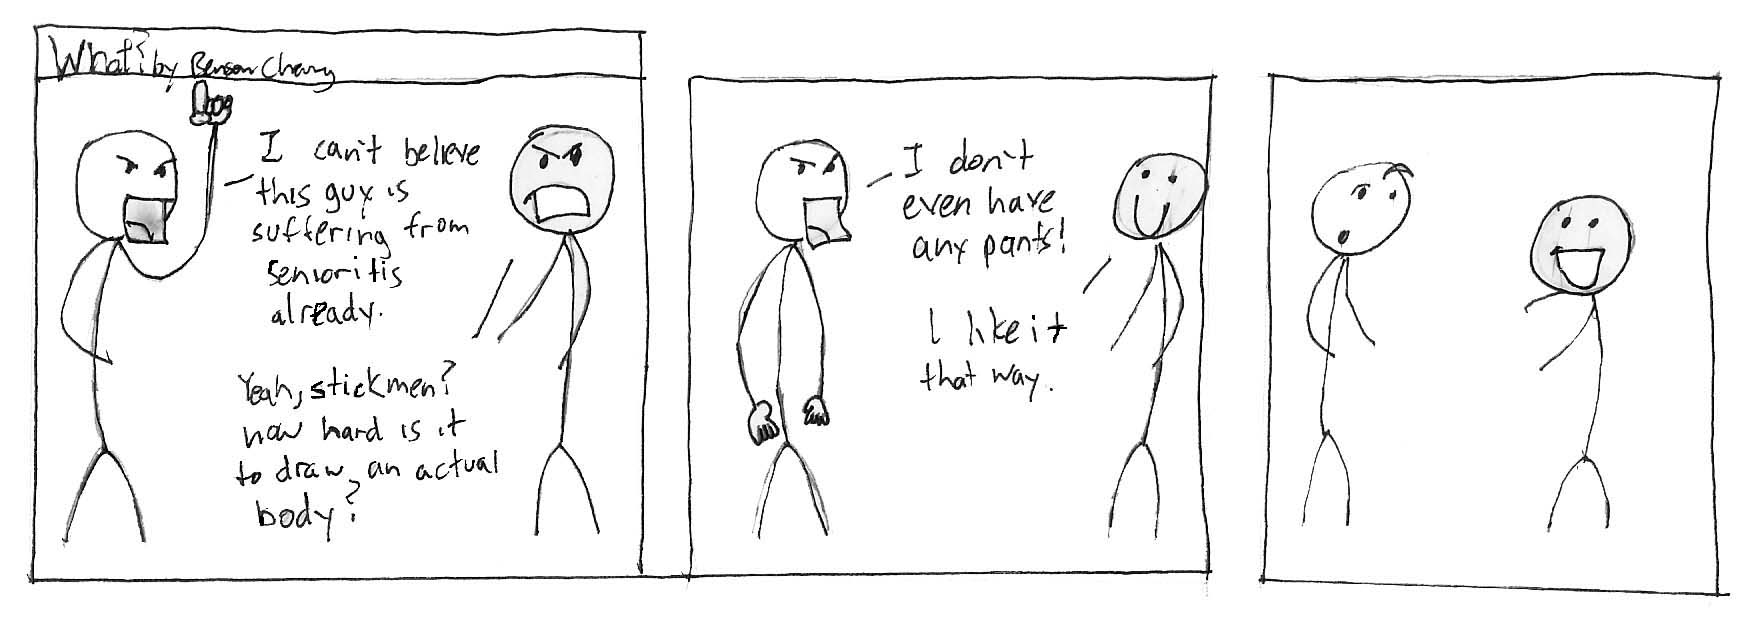 What? by Benson Chang
I can't believe
this guy is
suffering from
senioritis
already.
Yeah, stickmen?
how hard is it
to draw an actual
body?
I don't
even have
any pants!
I like it
that way.